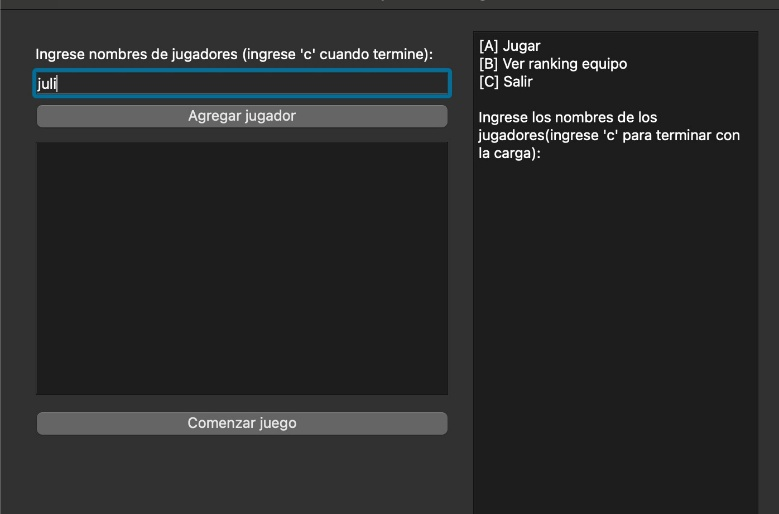 Ingrese nombres de jugadores (ingrese 'c' cuando termine):
juli
Agregar jugador
Comenzar juego
[A] Jugar
[B] Ver ranking equipo
[C] Salir
Ingrese los nombres de los
jugadores(ingrese 'c' para terminar con
la carga):